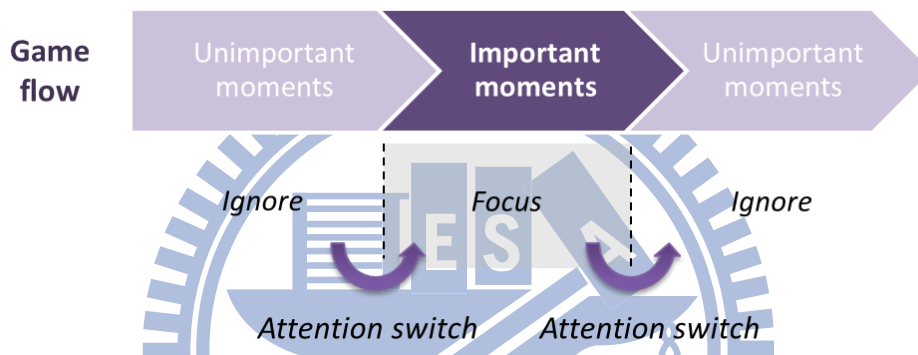 Game
flow
Unimportant
moments
Important
moments
Unimportant
moments
Ignore
Focus
Ignore
E S A
Attention switch
Attention switch